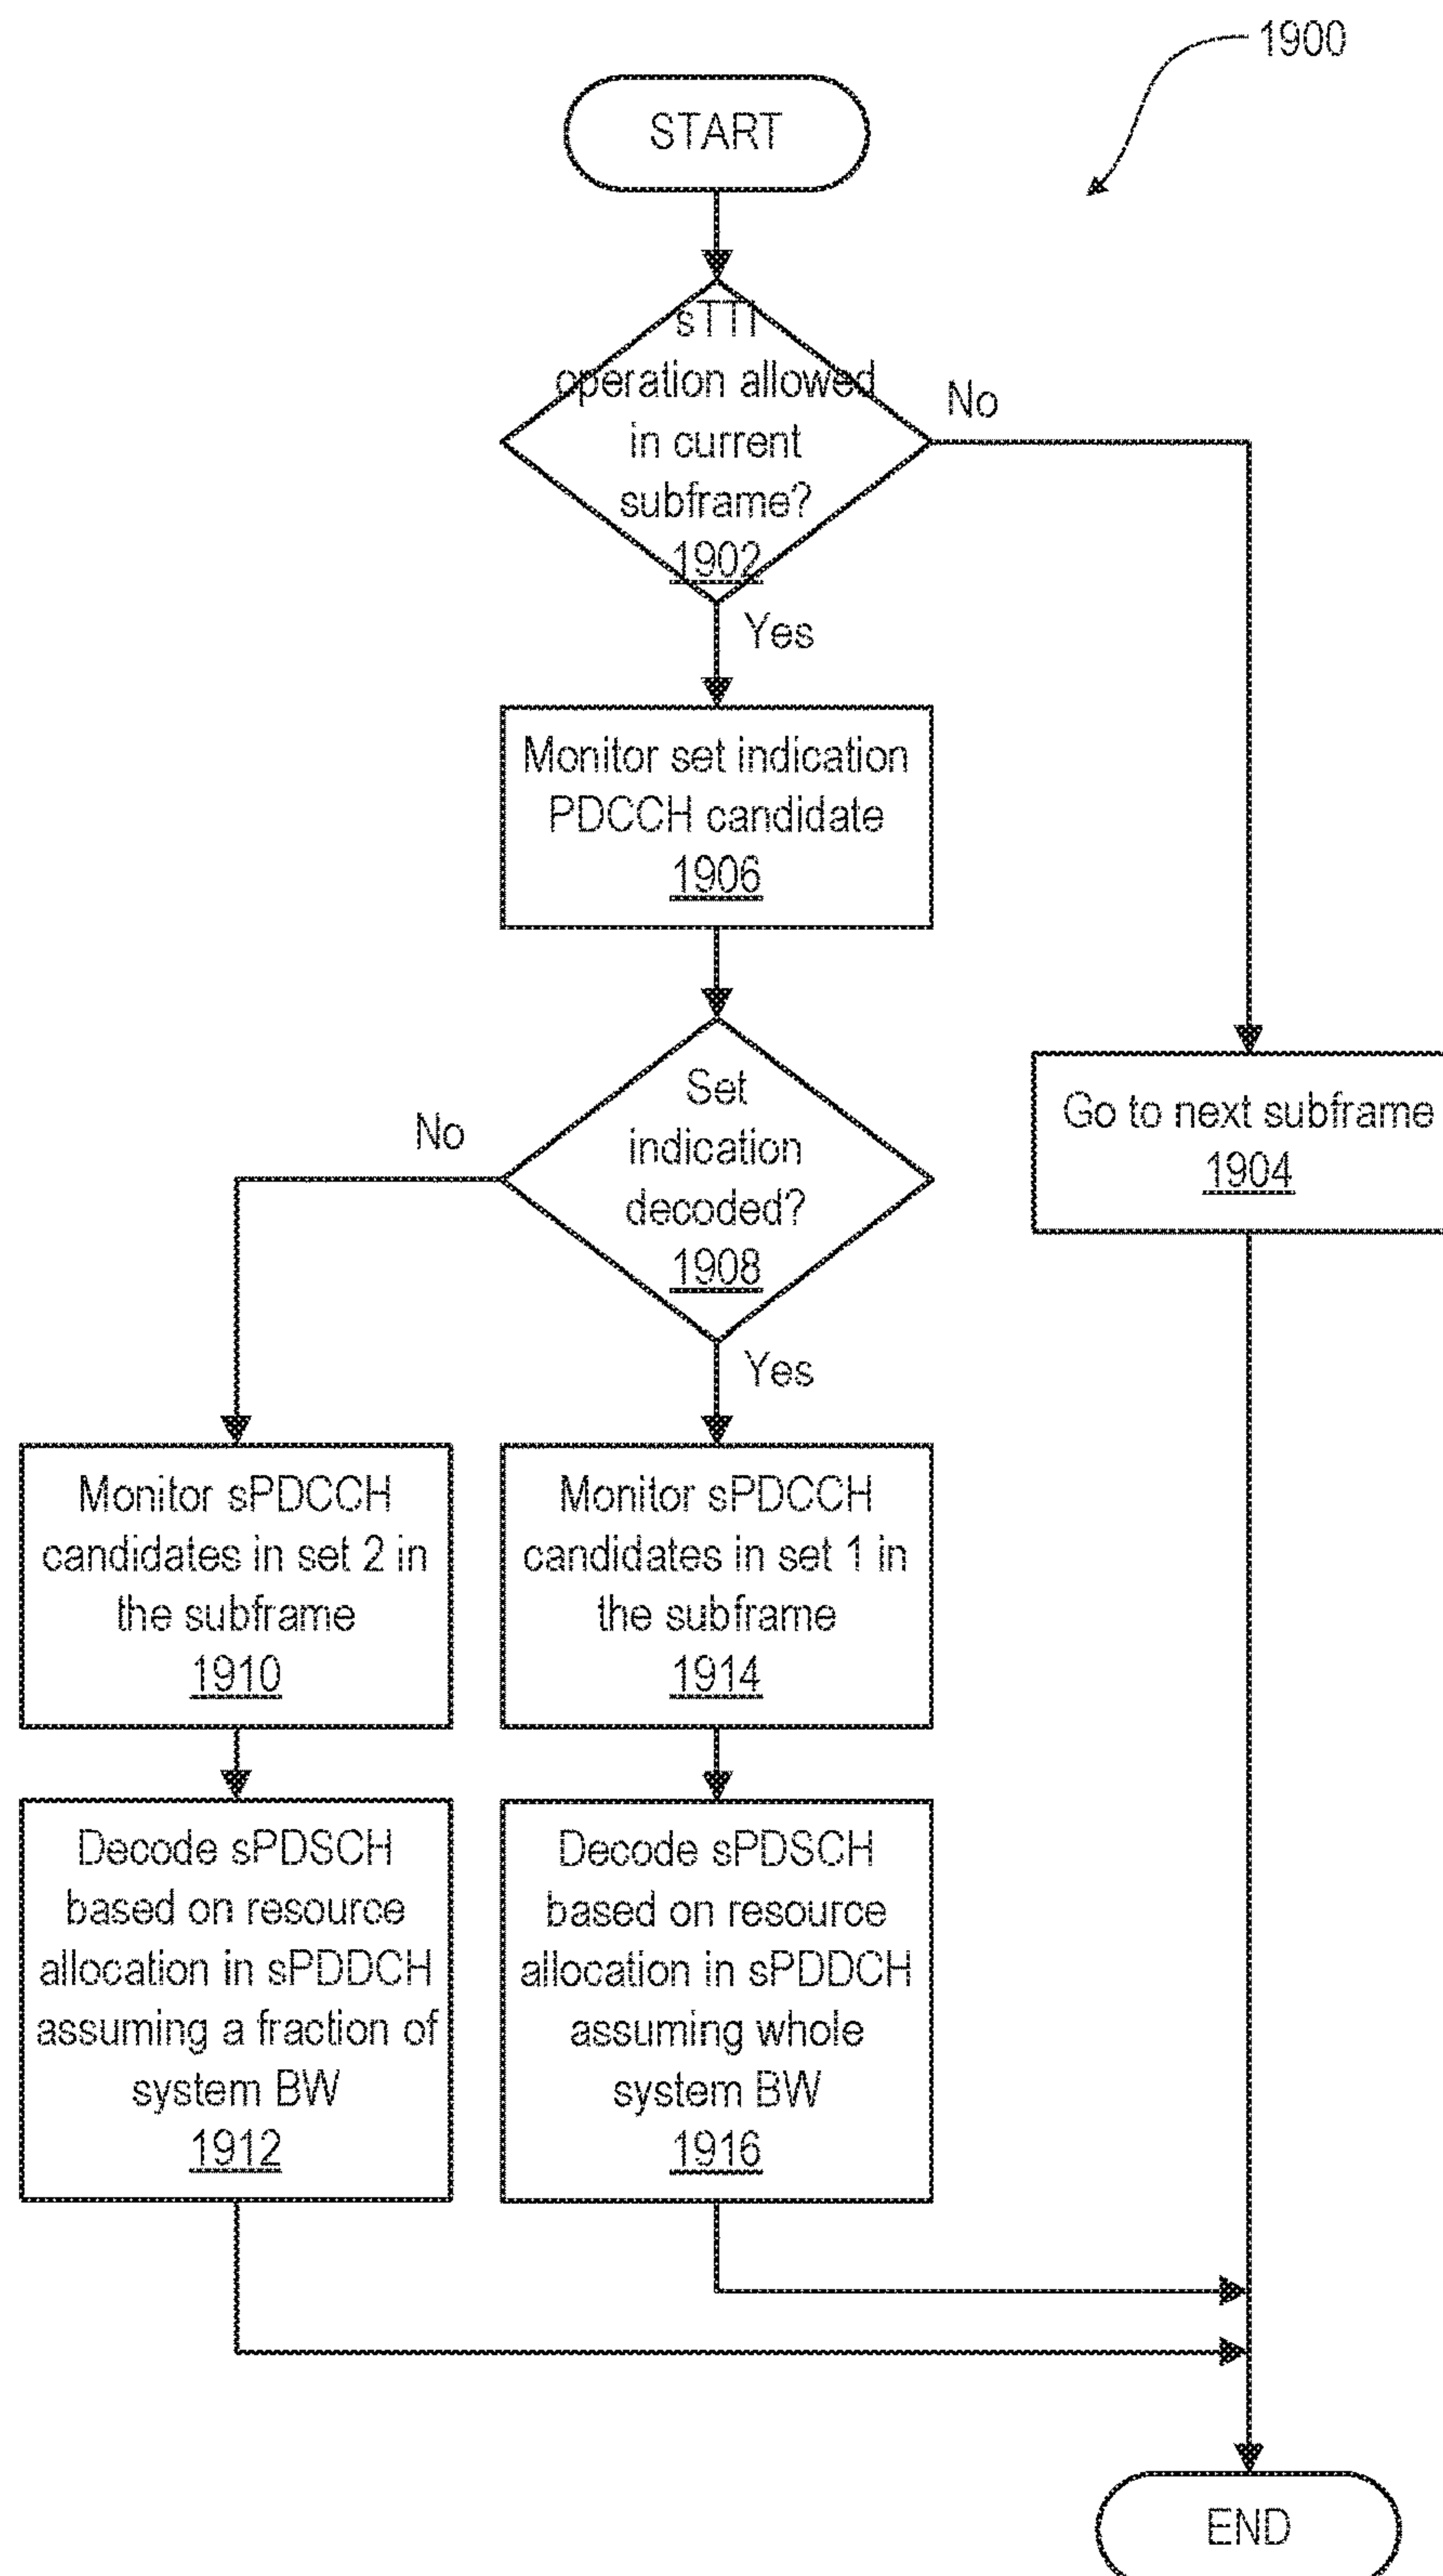 1900
START
sTTI
operation allowed
in current
subframe?
1902
No
Yes
Monitor set indication
PDCCH candidate
1906
Set
indication
decoded?
1908
No
Yes
Go to next subframe
1904
Monitor sPDCCH
candidates in set 2 in
the subframe
1910
Monitor sPDCCH
candidates in set 1 in
the subframe
1914
Decode sPDSCH
based on resource
allocation in sPDDCH
assuming a fraction of
system BW
1912
Decode sPDSCH
based on resource
allocation in sPDDCH
assuming whole
system BW
1916
END